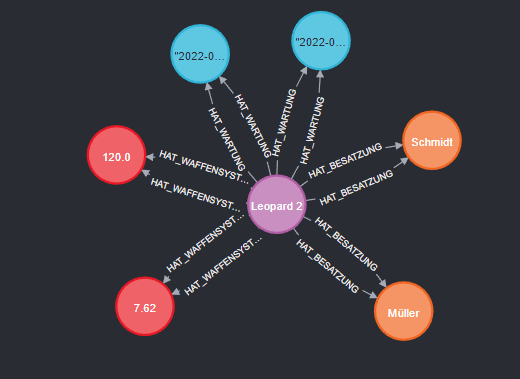 "2022-0...
"2022-0...
HAT_WARTUNG
HAT_WARTUNG
HAT_WARTUNG
HAT_WARTUNG
120.0
HAT_WAFFENSYST...
HAT_WAFFENSYST...
HAT_BESATZUNG
HAT_BESATZUNG
Schmidt
Leopard 2
HAT_WAFFENSYST...
HAT_WAFFENSYST...
HAT_BESATZUNG
HAT_BESATZUNG
7.62
Müller